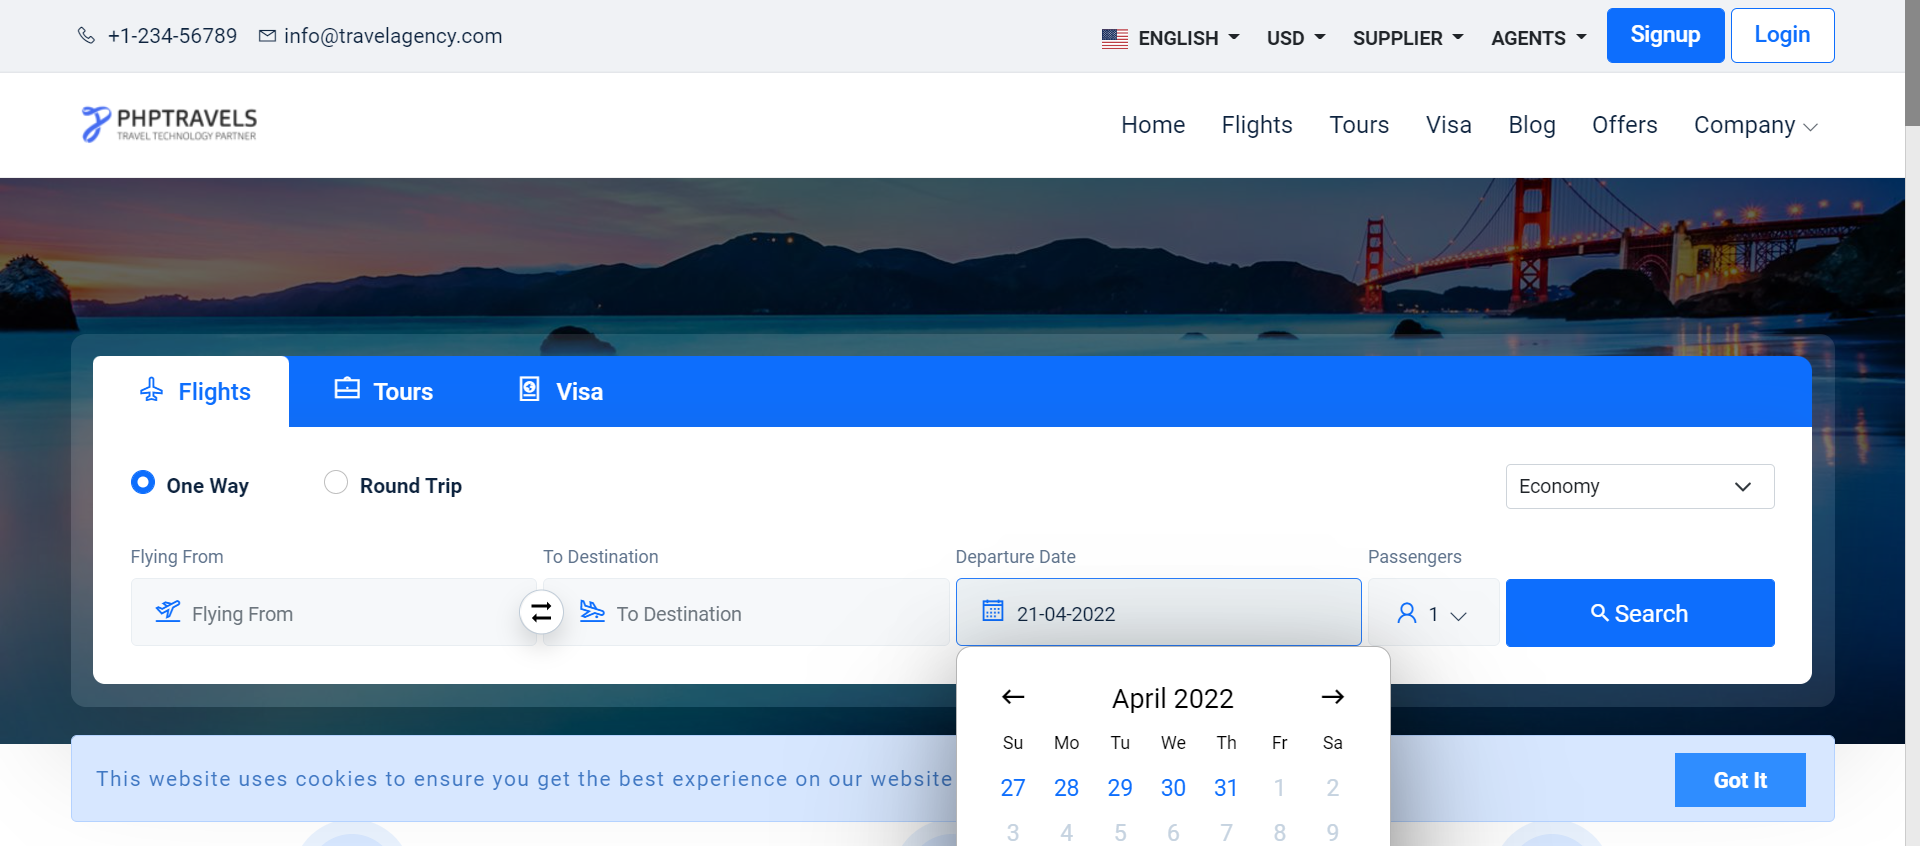 +1-234-56789 info@travelagency.com ENGLISH USD SUPPLIER AGENTS Signup Login
PHPTRAVELS
TRAVEL TECHNOLOGY PARTNER
Home Flights Tours Visa Blog Offers Company
Flights Tours Visa
One Way Round Trip Economy
Flying From To Destination Departure Date Passengers
Flying From To Destination 21-04-2022 1 Search
April 2022
Su Mo Tu We Th Fr Sa
This website uses cookies to ensure you get the best experience on our website Got It
27 28 29 30 31 1 2
3 4 5 6 7 8 9